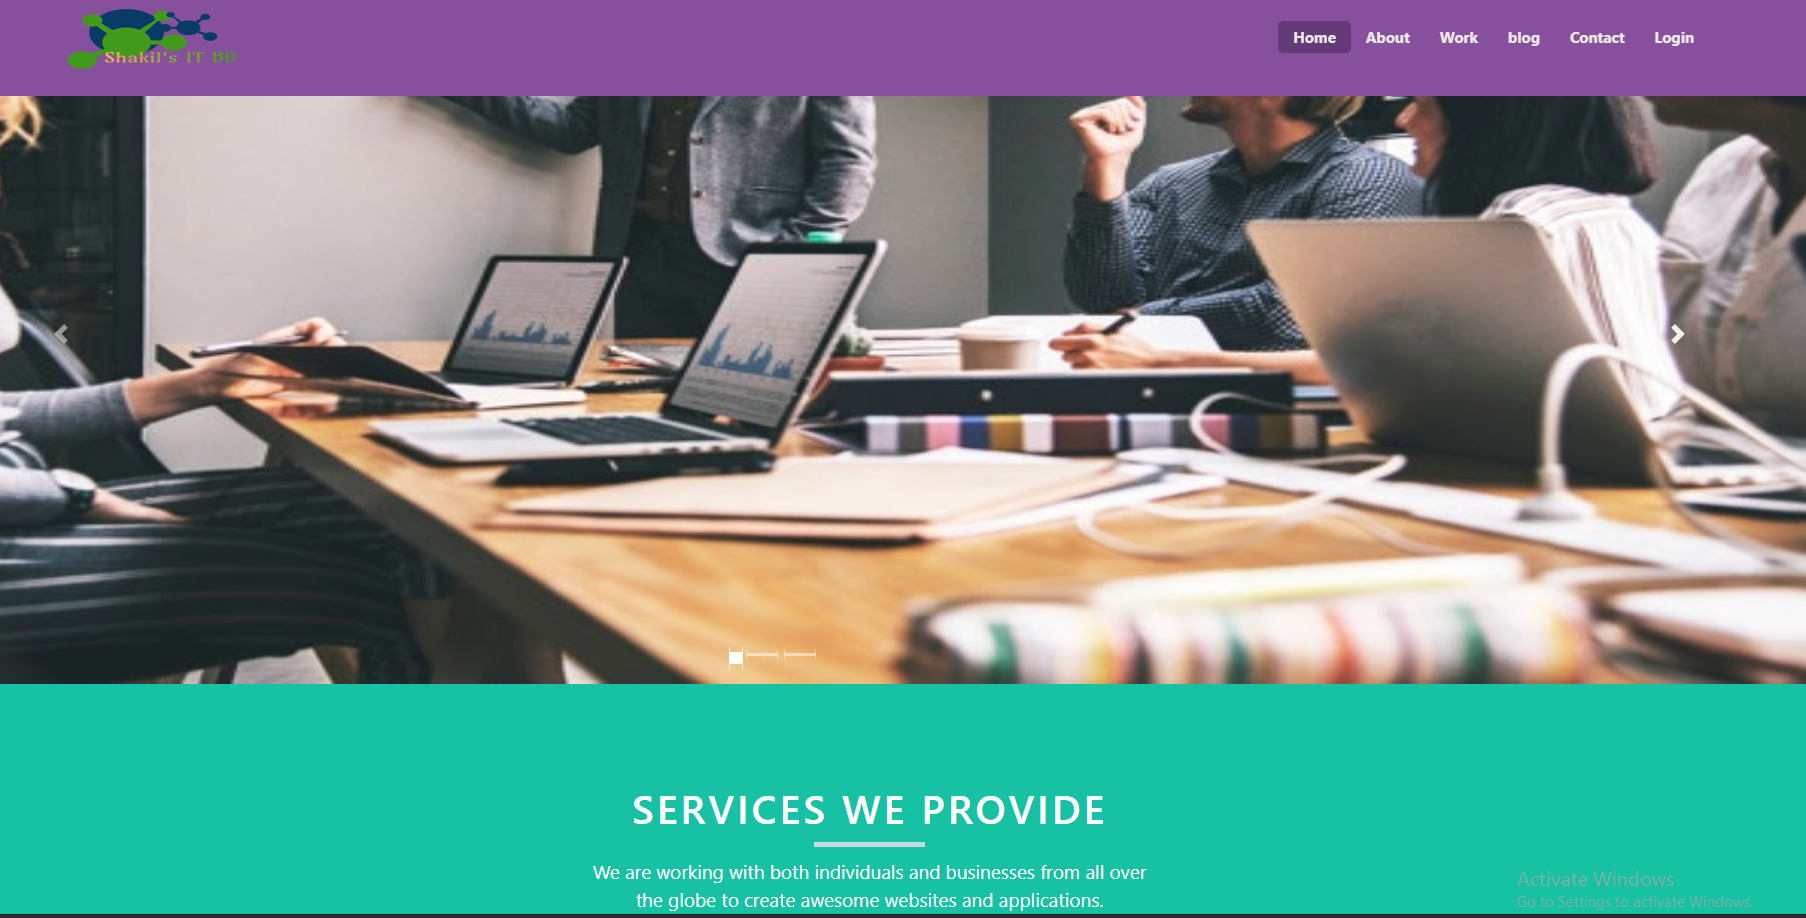 Shakil's IT BD
Home About Work blog Contact Login
SERVICES WE PROVIDE
We are working with both individuals and businesses from all over
the globe to create awesome websites and applications.
Activate Windows
Go to Settings to activate Windows.